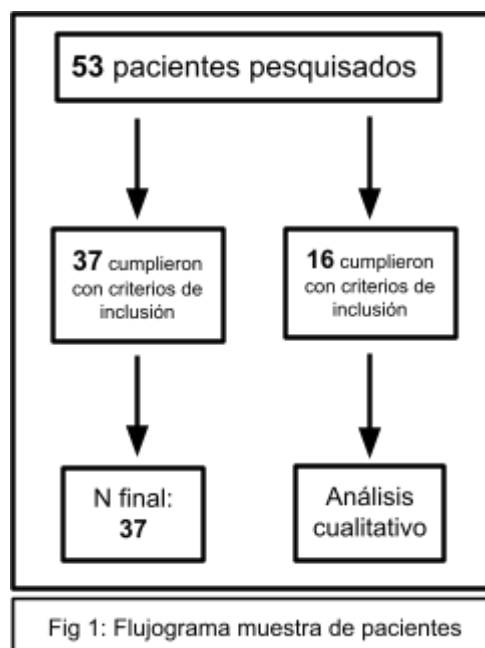 53 pacientes pesquisados
37 cumplieron
con criterios de
inclusión
16 cumplieron
con criterios de
inclusión
N final:
37
Análisis
cualitativo
Fig 1: Flujograma muestra de pacientes